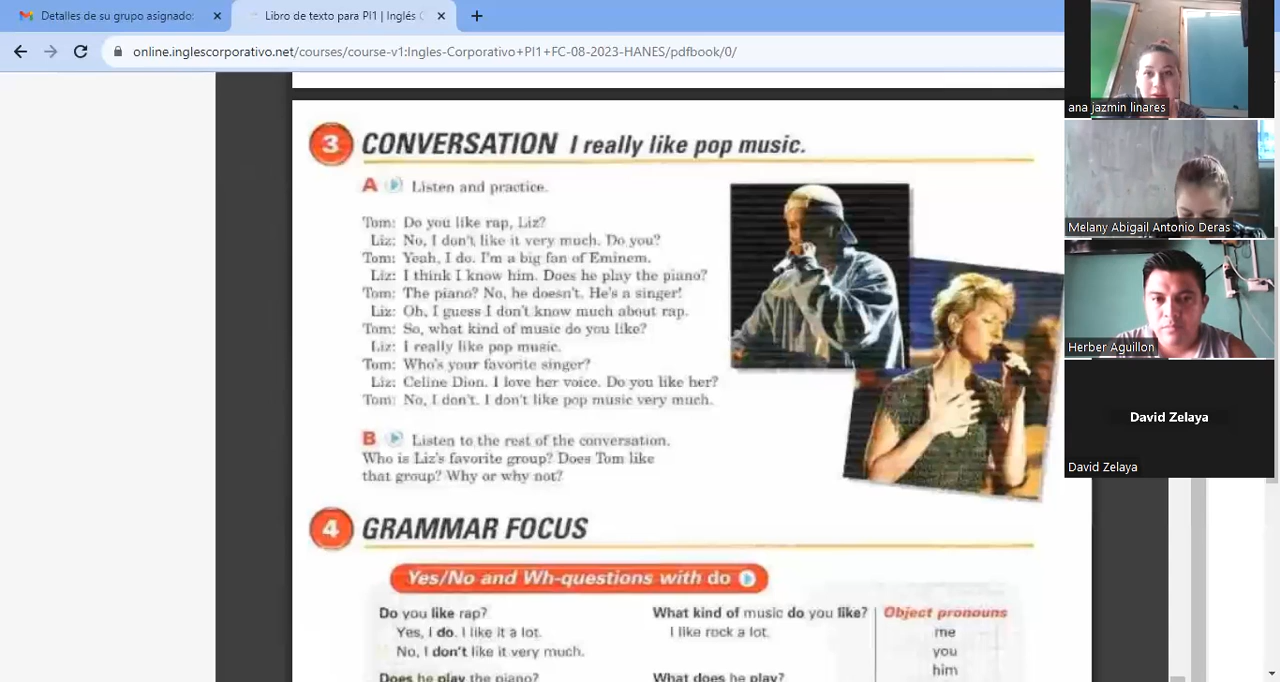 Detalles de su grupo asignado:
Libro de texto para PI1 | Inglés C
online.inglescorporativo.net/courses/course-v1:Ingles-Corporativo+PI1+FC-08-2023-HANES/pdfbook/0/
3 CONVERSATION I really like pop music.
A Listen and practice.
Tom: Do you like rap, Liz?
Liz: No, I don't like it very much. Do you?
Tom: Yeah, I do. I'm a big fan of Eminem.
Liz: I think I know him. Does he play the piano?
Tom: The piano? No, he doesn't. He's a singer!
Liz: Oh, I guess I don't know much about rap.
Tom: So, what kind of music do you like?
Liz: I really like pop music.
Tom: Who's your favorite singer?
Liz: Celine Dion. I love her voice. Do you like her?
Tom: No, I don't. I don't like pop music very much.
B Listen to the rest of the conversation.
Who is Liz's favorite group? Does Tom like
that group? Why or why not?
4 GRAMMAR FOCUS
Yes/No and Wh-questions with do
Do you like rap?
Yes, I do. I like it a lot.
No, I don't like it very much.
Does he play the piano?
What kind of music do you like?
I like rock a lot.
What does he play?
Object pronouns
me
you
him
ana jazmin linares
Melany Abigail Antonio Deras
Herber Aguillon
David Zelaya
David Zelaya